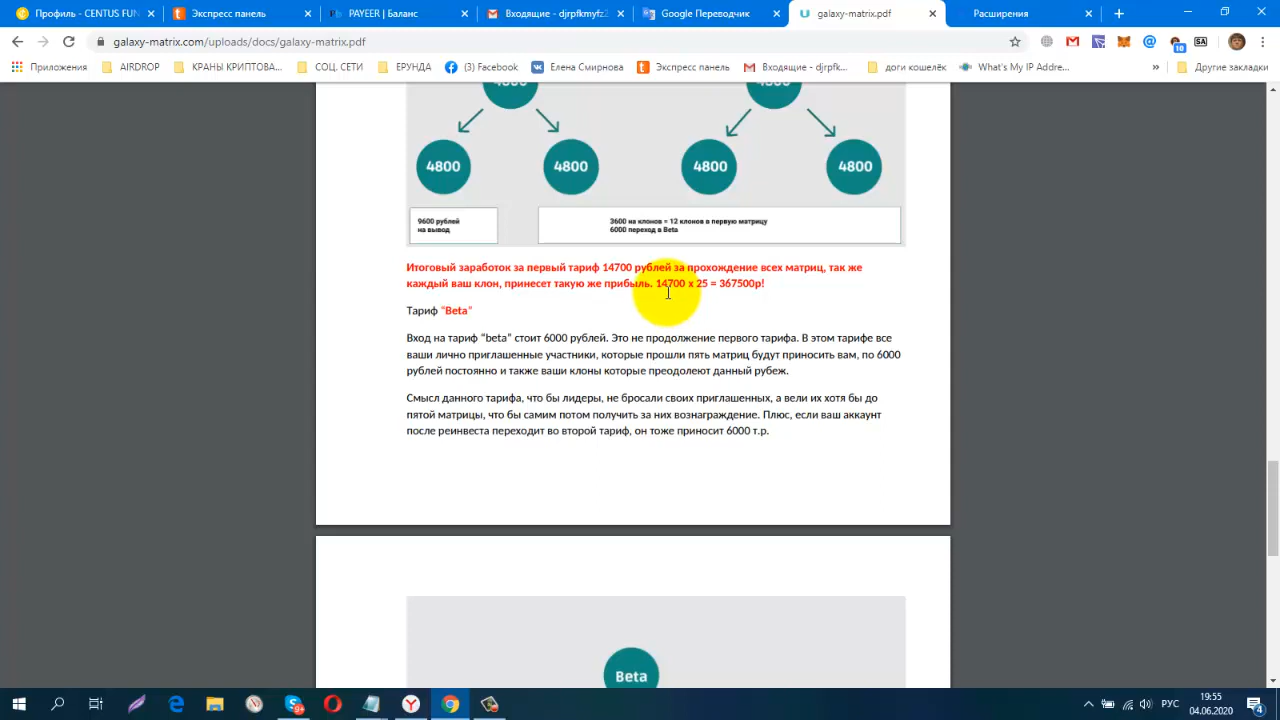 Профиль - CENTUS FUN
Экспресс панель
PAYEER | Баланс
Входящие - djrpfkmyfz2
Google Переводчик
galaxy-matrix.pdf
Расширения
galaxy-matrix.com/uploads/docs/galaxy-matrix.pdf
10
Приложения
AIRDROP
КРАНЫ КРИПТОВА...
СОЦ. СЕТИ
ЕРУНДА
(3) Facebook
Елена Смирнова
Экспресс панель
Входящие - djrpfk...
доги кошелёк
What's My IP Addre...
»
Другие закладки
4800 4800
4800 4800 4800 4800
9600 рублей
на вывод
3600 на клонов = 12 клонов в первую матрицу
6000 переход в Beta
Итоговый заработок за первый тариф 14700 рублей за прохождение всех матриц, так же
каждый ваш клон, принесет такую же прибыль. 14700 х 25 = 367500р!
Тариф “Beta”
Вход на тариф “beta” стоит 6000 рублей. Это не продолжение первого тарифа. В этом тарифе все
ваши лично приглашенные участники, которые прошли пять матриц будут приносить вам, по 6000
рублей постоянно и также ваши клоны которые преодолеют данный рубеж.
Смысл данного тарифа, что бы лидеры, не бросали своих приглашенных, а вели их хотя бы до
пятой матрицы, что бы самим потом получить за них вознаграждение. Плюс, если ваш аккаунт
после реинвеста переходит во второй тариф, он тоже приносит 6000 т.р.
Beta
9+
РУС
19:55
04.06.2020
4